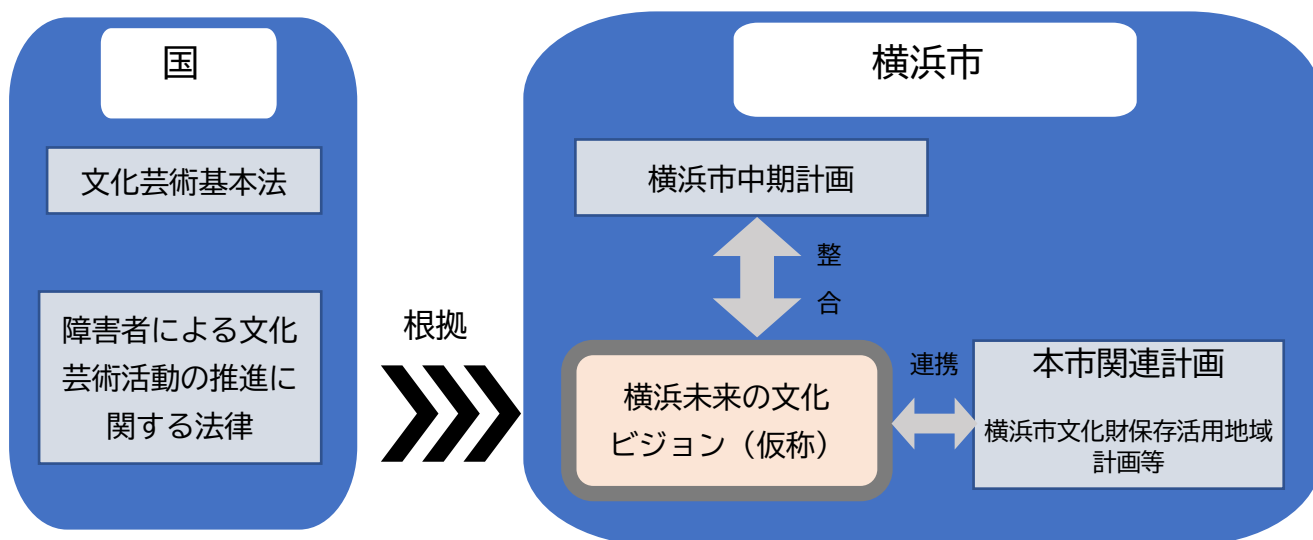 国
文化芸術基本法
障害者による文化
芸術活動の推進に
関する法律
根拠
横浜市
横浜市中期計画
整
合
横浜未来の文化
ビジョン（仮称）
連携
本市関連計画
横浜市文化財保存活用地域
計画等